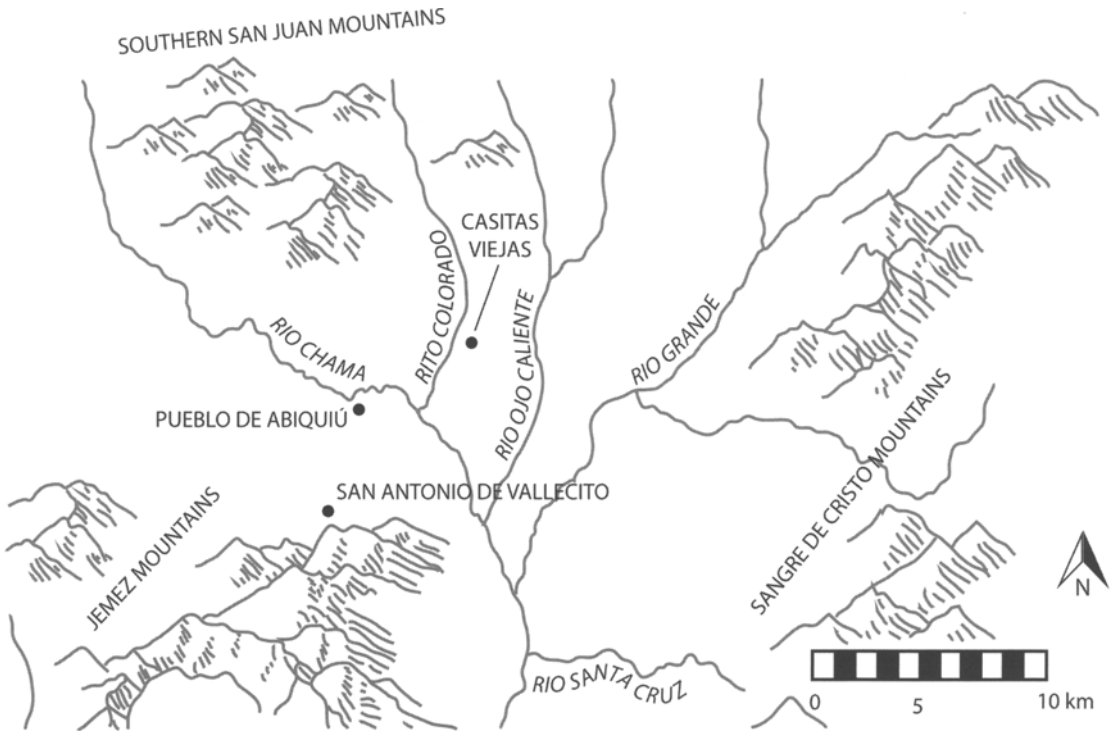 SOUTHERN SAN JUAN MOUNTAINS
CASITAS
VIEJAS
RITO COLORADO
RIO OJO CALIENTE
RIO GRANDE
RIO CHAMA
PUEBLO DE ABIQUIÚ
SAN ANTONIO DE VALLECITO
JEMEZ MOUNTAINS
SANGRE DE CRISTO MOUNTAINS
N
RIO SANTA CRUZ
0 5 10 km